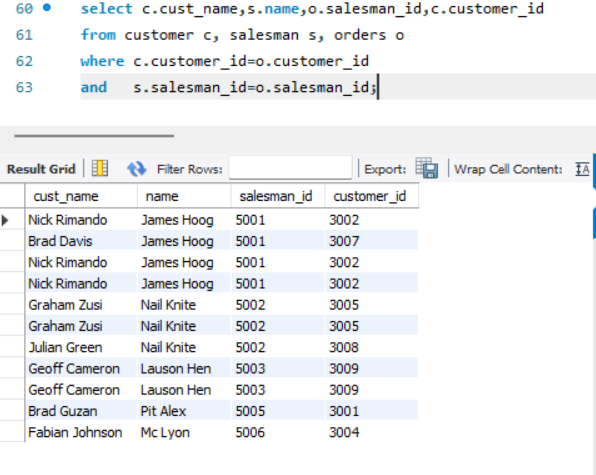 60 select c.cust_name,s.name,o.salesman_id,c.customer_id
61 from customer c, salesman s, orders o
62 where c.customer_id=o.customer_id
63 and s.salesman_id=o.salesman_id;
Result Grid Filter Rows: Export: Wrap Cell Content:
cust_name name salesman_id customer_id
Nick Rimando James Hoog 5001 3002
Brad Davis James Hoog 5001 3007
Nick Rimando James Hoog 5001 3002
Nick Rimando James Hoog 5001 3002
Graham Zusi Nail Knite 5002 3005
Graham Zusi Nail Knite 5002 3005
Julian Green Nail Knite 5002 3008
Geoff Cameron Lauson Hen 5003 3009
Geoff Cameron Lauson Hen 5003 3009
Brad Guzan Pit Alex 5005 3001
Fabian Johnson Mc Lyon 5006 3004